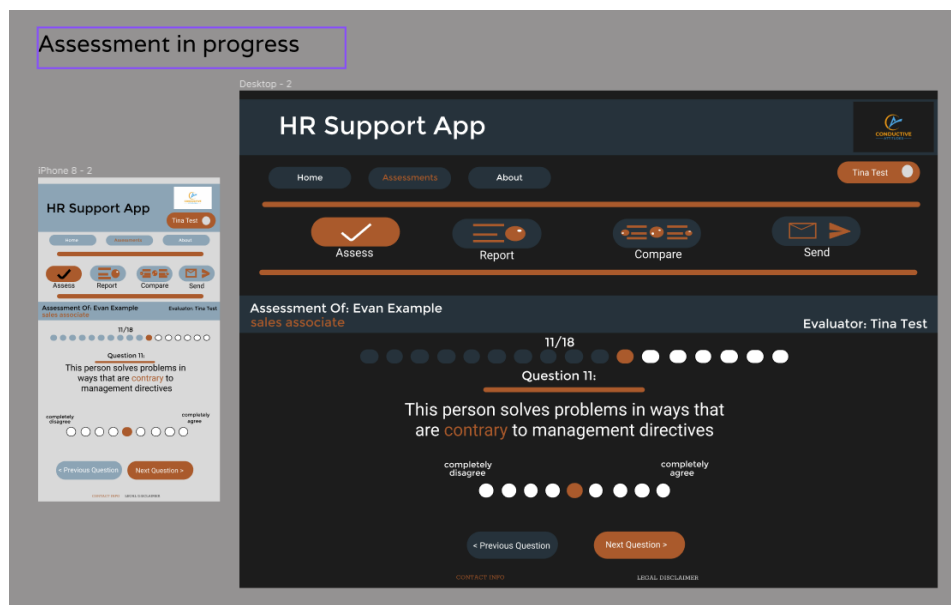 Assessment in progress
Desktop - 2
HR Support App
CONDUCTIVE
Home
Assessments
About
Tina Test
Assess
Report
Compare
Send
Assessment Of: Evan Example
sales associate
Evaluator: Tina Test
11/18
Question 11:
This person solves problems in ways that
are contrary to management directives
completely
disagree
completely
agree
< Previous Question
Next Question >
CONTACT INFO
LEGAL DISCLAIMER
iPhone 8 - 2
HR Support App
Tina Test
Home
Assessments
About
Assess
Report
Compare
Send
Assessment Of: Evan Example
sales associate
Evaluator: Tina Test
11/18
Question 11:
This person solves problems in
ways that are contrary to
management directives
completely
disagree
completely
agree
< Previous Question
Next Question >
CONTACT INFO
LEGAL DISCLAIMER